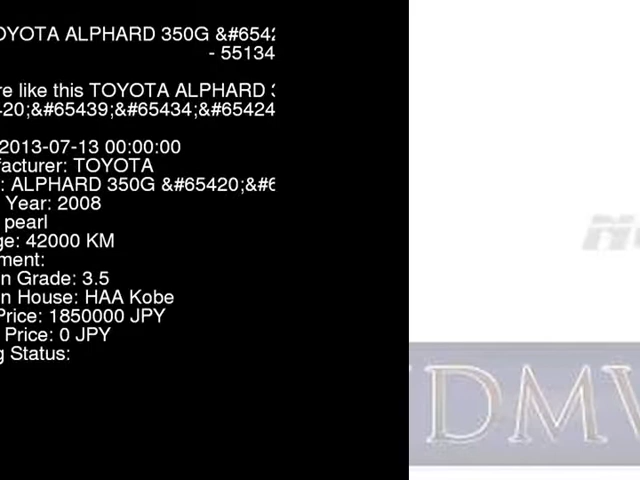 OYOTA ALPHARD 350G &#6542
- 55134
re like this TOYOTA ALPHARD 3
420;&#65439;&#65434;&#65424
2013-07-13 00:00:00
facturer: TOYOTA
: ALPHARD 350G &#65420;&#6
Year: 2008
pearl
ge: 42000 KM
ment:
n Grade: 3.5
n House: HAA Kobe
Price: 1850000 JPY
Price: 0 JPY
g Status:
DMV